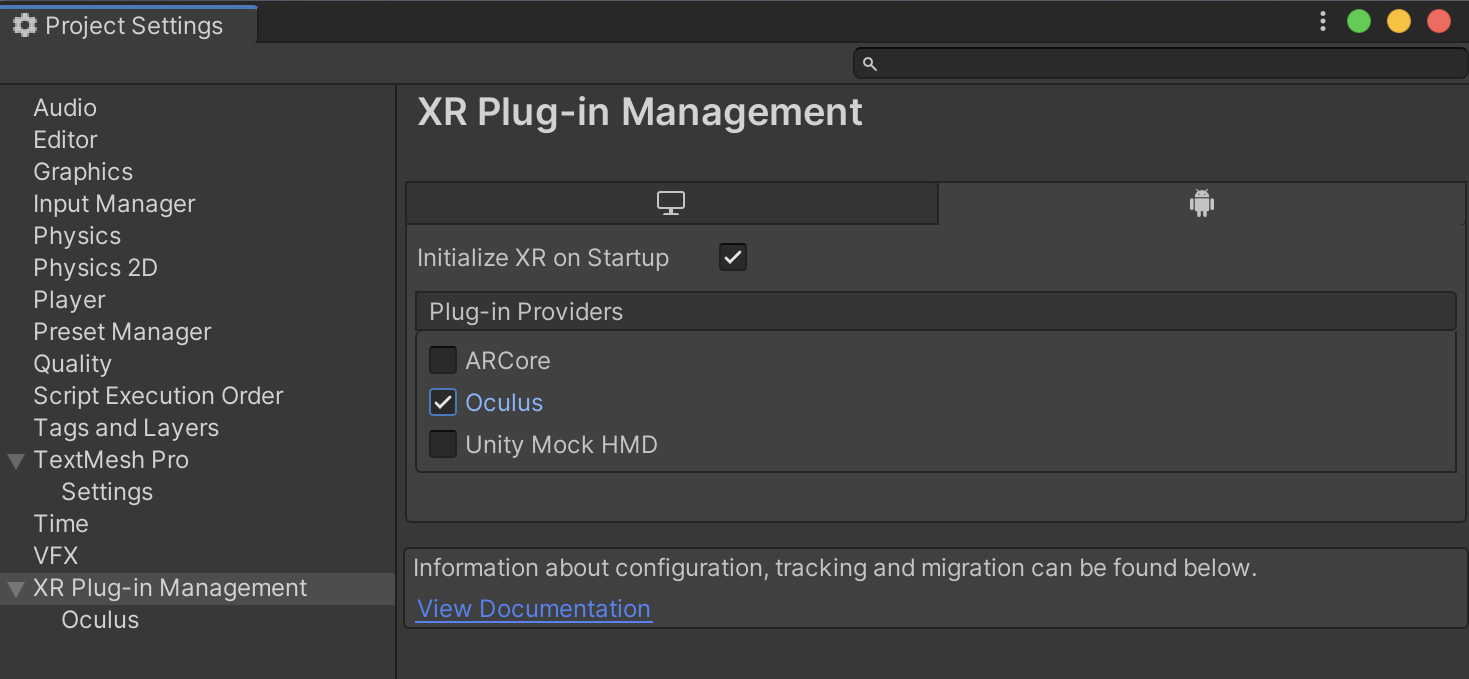 Project Settings
Audio
Editor
Graphics
Input Manager
Physics
Physics 2D
Player
Preset Manager
Quality
Script Execution Order
Tags and Layers
TextMesh Pro
Settings
Time
VFX
XR Plug-in Management
Oculus
XR Plug-in Management
Initialize XR on Startup
Plug-in Providers
ARCore
Oculus
Unity Mock HMD
Information about configuration, tracking and migration can be found below.
View Documentation